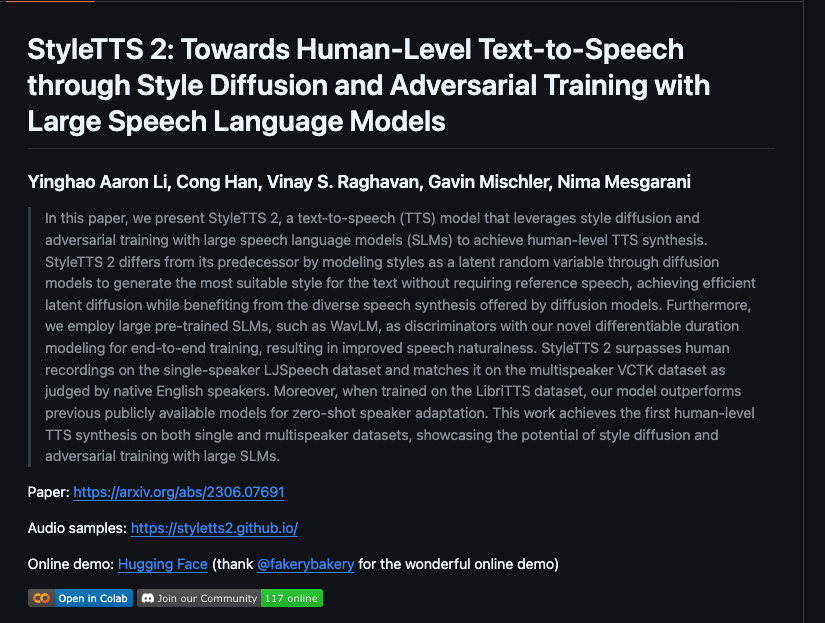 StyleTTS 2: Towards Human-Level Text-to-Speech
through Style Diffusion and Adversarial Training with
Large Speech Language Models
Yinghao Aaron Li, Cong Han, Vinay S. Raghavan, Gavin Mischler, Nima Mesgarani
In this paper, we present StyleTTS 2, a text-to-speech (TTS) model that leverages style diffusion and
adversarial training with large speech language models (SLMs) to achieve human-level TTS synthesis.
StyleTTS 2 differs from its predecessor by modeling styles as a latent random variable through diffusion
models to generate the most suitable style for the text without requiring reference speech, achieving efficient
latent diffusion while benefiting from the diverse speech synthesis offered by diffusion models. Furthermore,
we employ large pre-trained SLMs, such as WavLM, as discriminators with our novel differentiable duration
modeling for end-to-end training, resulting in improved speech naturalness. StyleTTS 2 surpasses human
recordings on the single-speaker LJSpeech dataset and matches it on the multispeaker VCTK dataset as
judged by native English speakers. Moreover, when trained on the LibriTTS dataset, our model outperforms
previous publicly available models for zero-shot speaker adaptation. This work achieves the first human-level
TTS synthesis on both single and multispeaker datasets, showcasing the potential of style diffusion and
adversarial training with large SLMs.
Paper: https://arxiv.org/abs/2306.07691
Audio samples: https://styletts2.github.io/
Online demo: Hugging Face (thank @fakerybakery for the wonderful online demo)
Open in Colab Join our Community 117 online